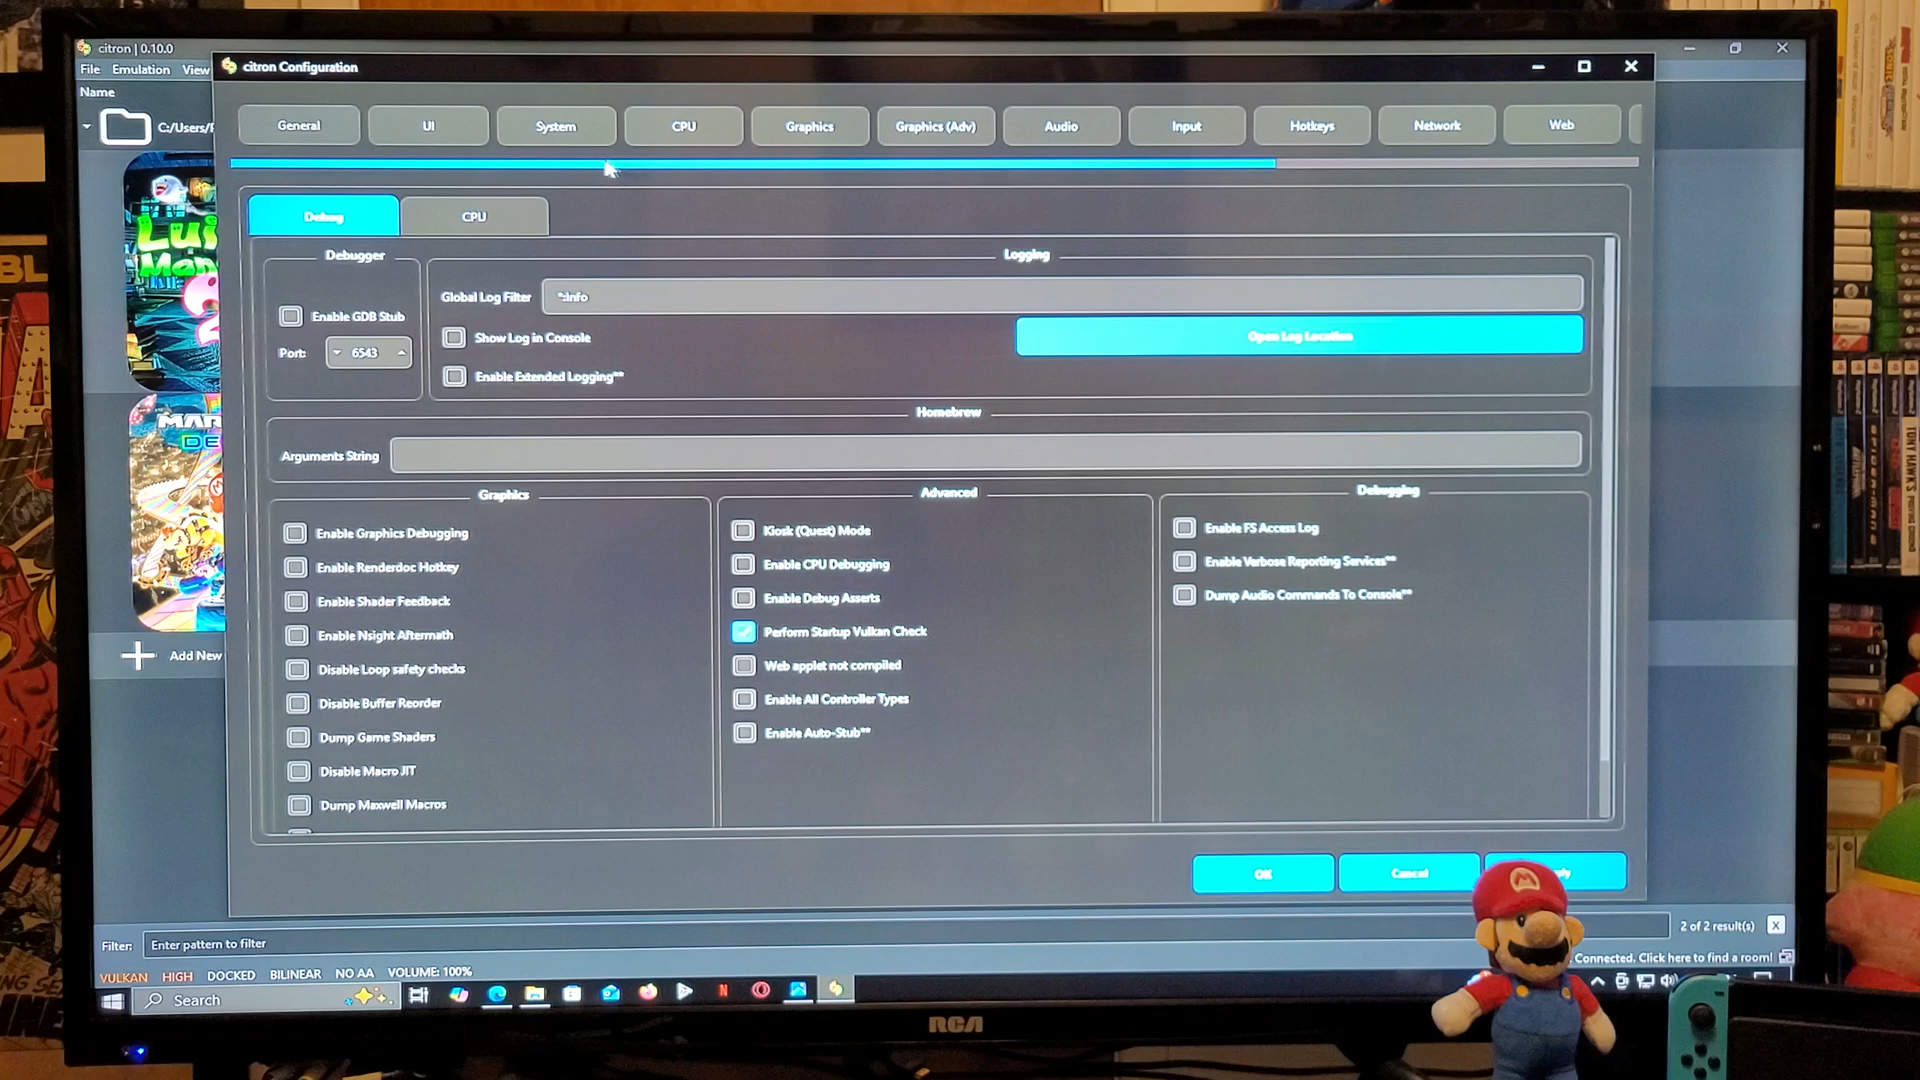 citron | 0.10.0
File Emulation View
citron Configuration
Name
C:/Users/
General UI System CPU Graphics Graphics (Adv) Audio Input Hotkeys Network Web
Debug CPU
Debugger
Logging
Global Log Filter *:Info
Enable GDB Stub
Show Log in Console
Open Log Location
Port: 6543
Enable Extended Logging**
Homebrew
Arguments String
Graphics
Advanced
Debugging
Enable Graphics Debugging
Enable Renderdoc Hotkey
Enable Shader Feedback
Enable Nsight Aftermath
Disable Loop safety checks
Disable Buffer Reorder
Dump Game Shaders
Disable Macro JIT
Dump Maxwell Macros
Kiosk (Quest) Mode
Enable CPU Debugging
Enable Debug Asserts
Perform Startup Vulkan Check
Web applet not compiled
Enable All Controller Types
Enable Auto-Stub**
Enable FS Access Log
Enable Verbose Reporting Services**
Dump Audio Commands To Console**
Add New
OK Cancel
Filter: Enter pattern to filter
2 of 2 result(s) X
VULKAN HIGH DOCKED BILINEAR NO AA VOLUME: 100%
Connected. Click here to find a room!
Search
RCA
M
TONY HAWK'S